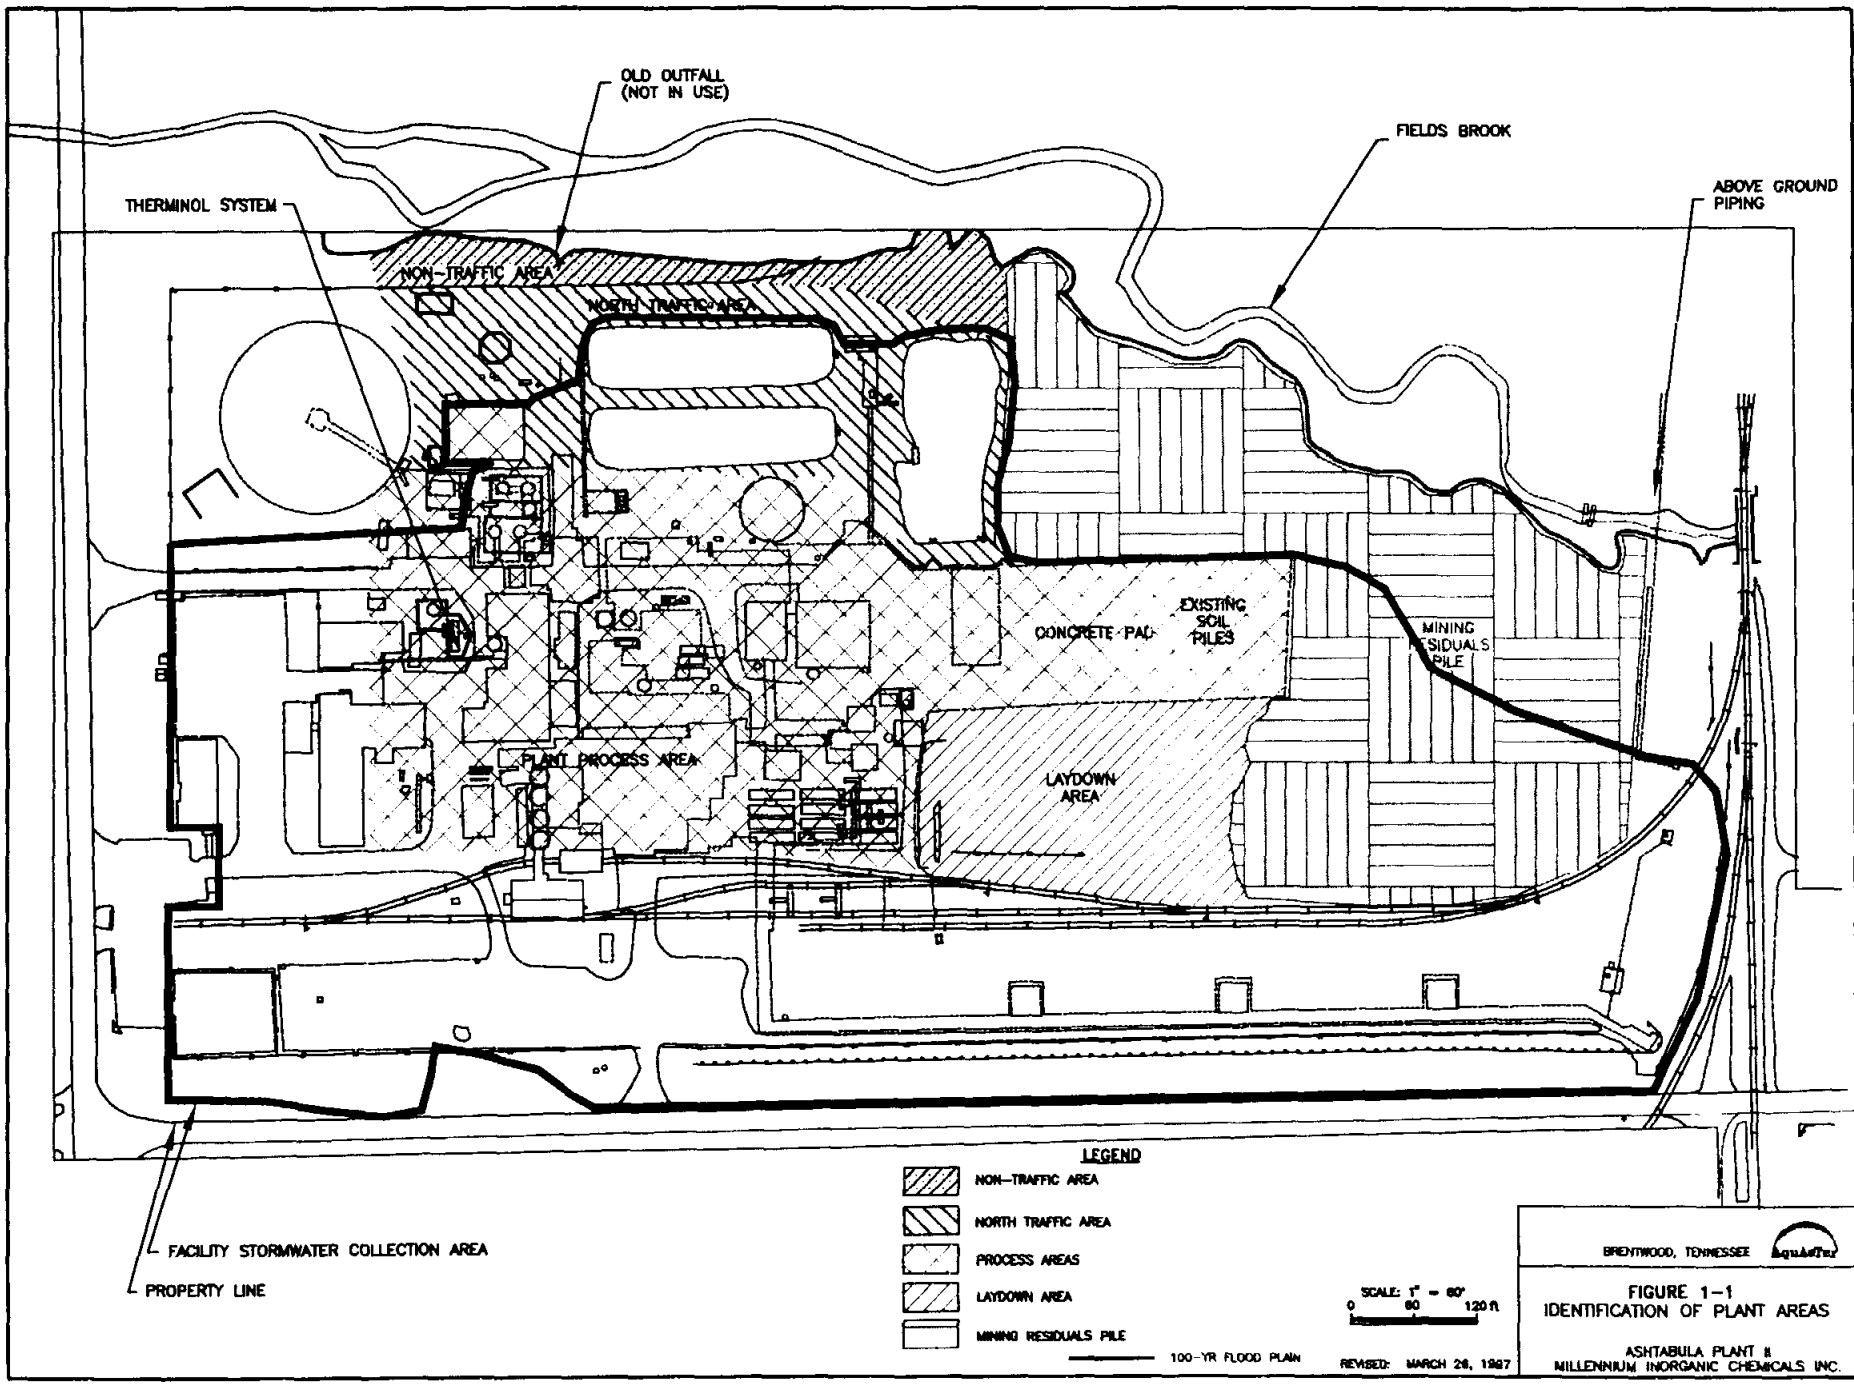 OLD OUTFALL
(NOT IN USE)
FIELDS BROOK
ABOVE GROUND
PIPING
THERMINOL SYSTEM
NON-TRAFFIC AREA
NORTH TRAFFIC AREA
EXISTING
SOIL
PILES
CONCRETE PAD
MINING
RESIDUALS
PILE
PLANT PROCESS AREA
LAYDOWN
AREA
FACILITY STORMWATER COLLECTION AREA
PROPERTY LINE
LEGEND
NON-TRAFFIC AREA
NORTH TRAFFIC AREA
PROCESS AREAS
LAYDOWN AREA
MINING RESIDUALS PILE
100-YR FLOOD PLAIN
SCALE: 1" = 60'
0 60 120 ft
REVISED: MARCH 26, 1997
BRENTWOOD, TENNESSEE
AquAeTer
FIGURE 1-1
IDENTIFICATION OF PLANT AREAS
ASHTABULA PLANT II
MILLENNIUM INORGANIC CHEMICALS INC.